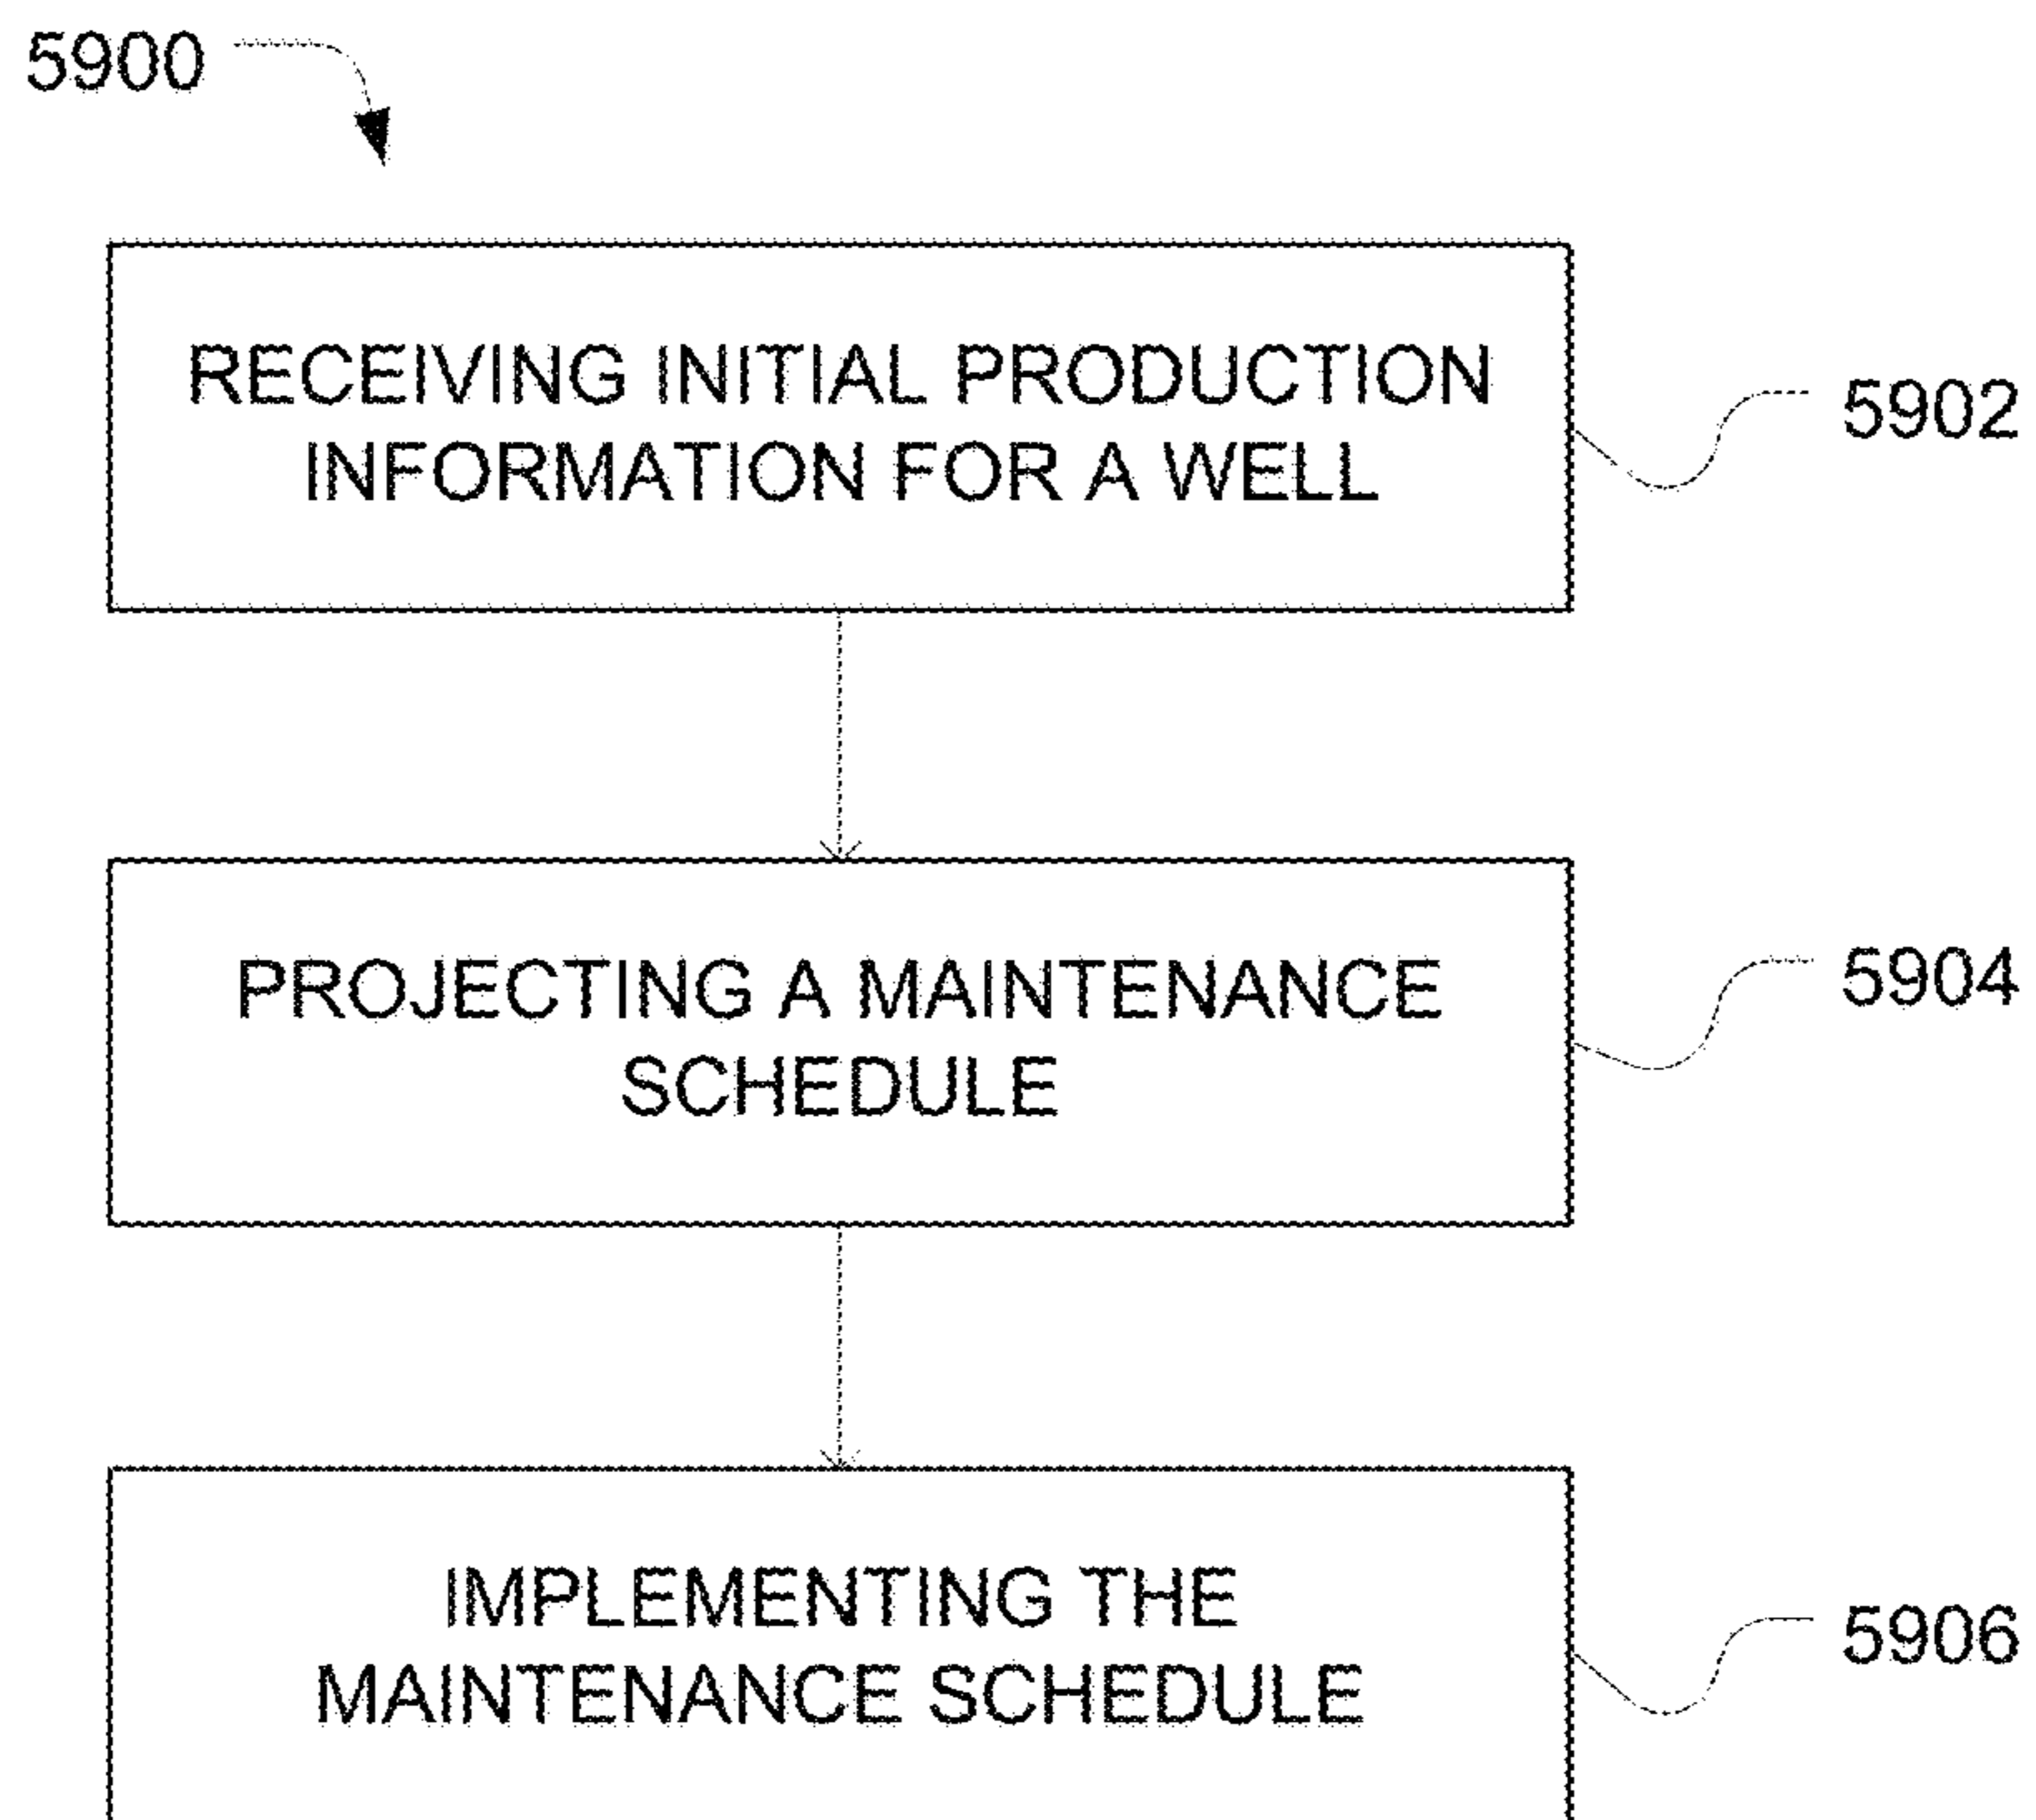 5900
RECEIVING INITIAL PRODUCTION
INFORMATION FOR A WELL
5902
PROJECTING A MAINTENANCE
SCHEDULE
5904
IMPLEMENTING THE
MAINTENANCE SCHEDULE
5906